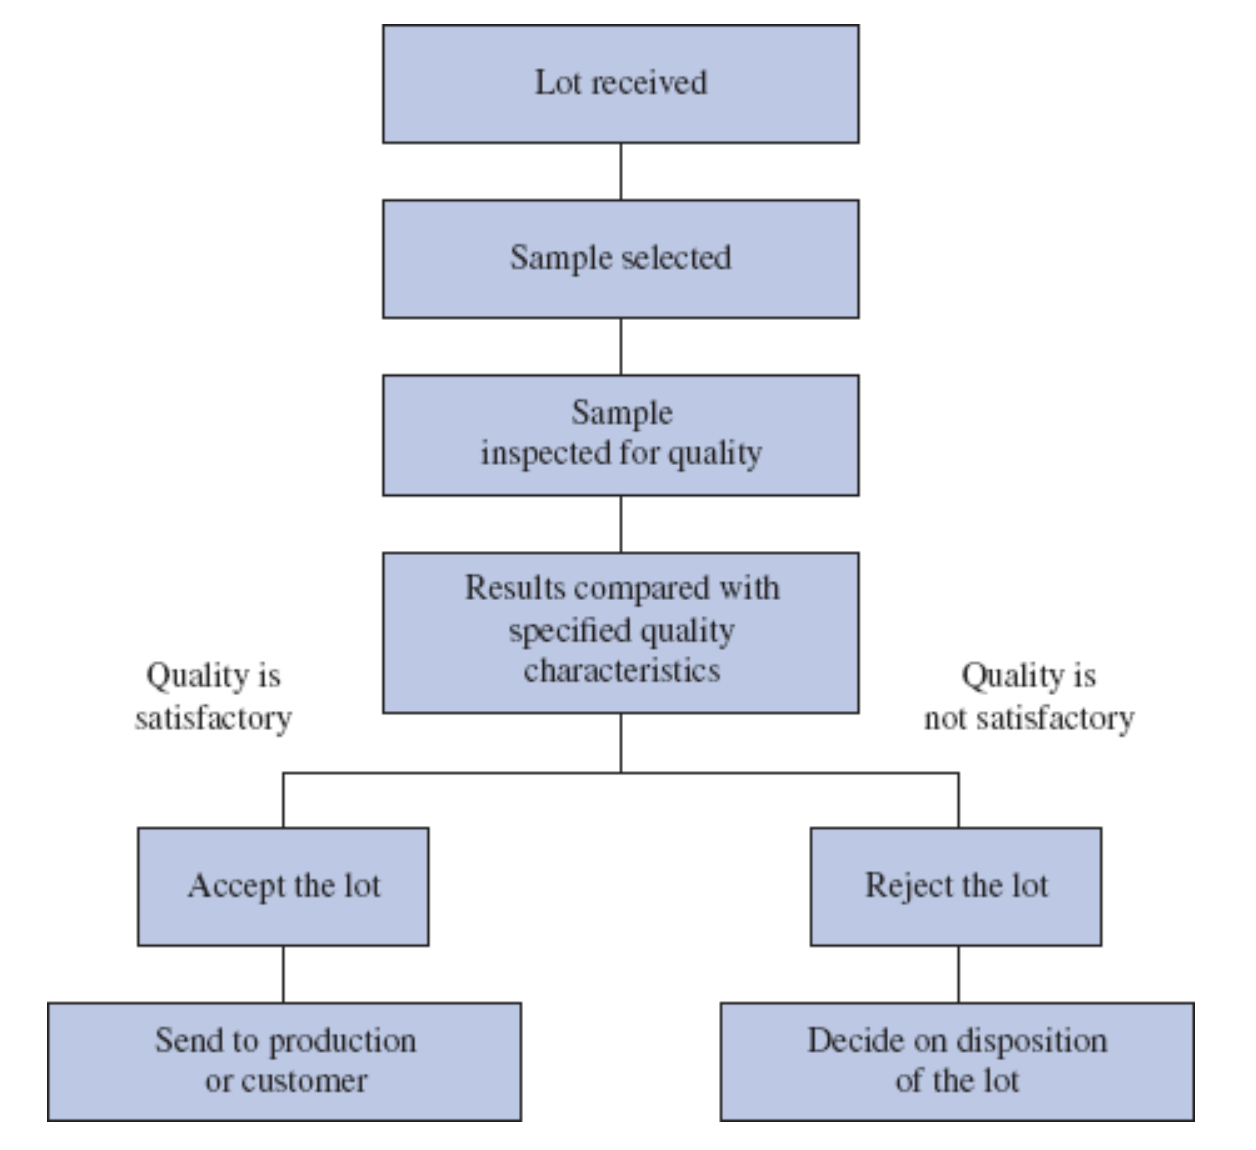 Lot received
Sample selected
Sample
inspected for quality
Results compared with
specified quality
characteristics
Quality is
satisfactory
Quality is
not satisfactory
Accept the lot
Reject the lot
Send to production
or customer
Decide on disposition
of the lot